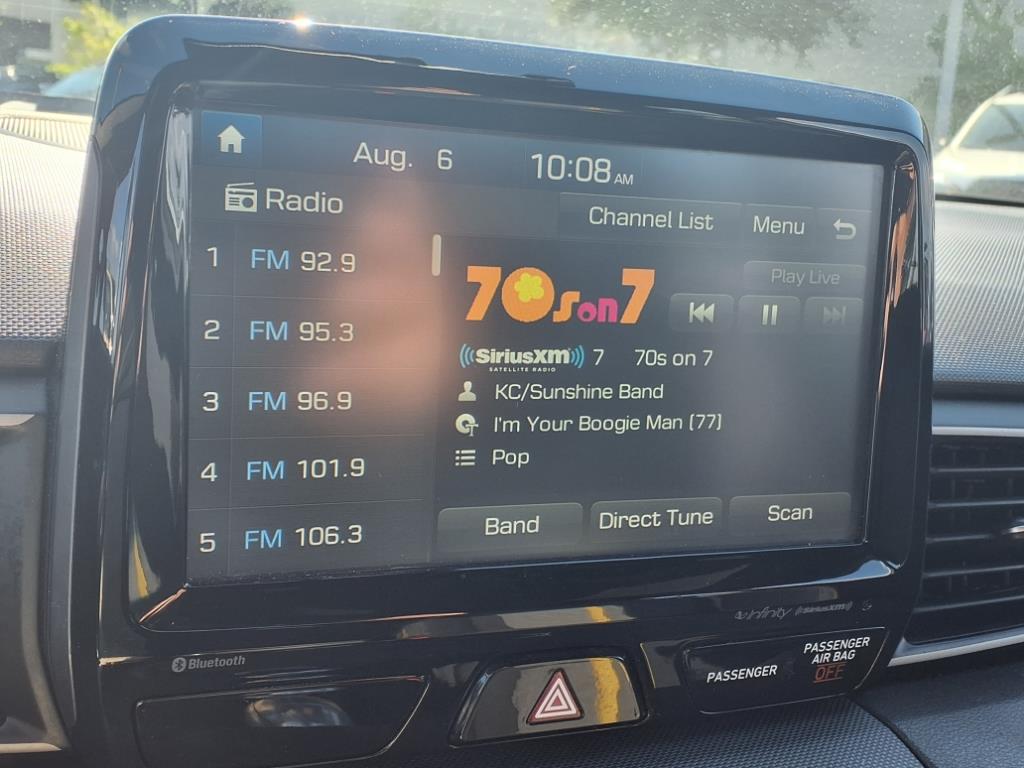 Aug. 6 10:08 AM
Radio
Channel List Menu
Play Live
1 FM 92.9
2 FM 95.3
3 FM 96.9
4 FM 101.9
5 FM 106.3
70s on 7
((SiriusXM)) 7 70s on 7
SATELLITE RADIO
KC/Sunshine Band
I'm Your Boogie Man (77)
Pop
Band Direct Tune Scan
infinity ((SiriusXM))
Bluetooth
PASSENGER
PASSENGER
AIR BAG
OFF